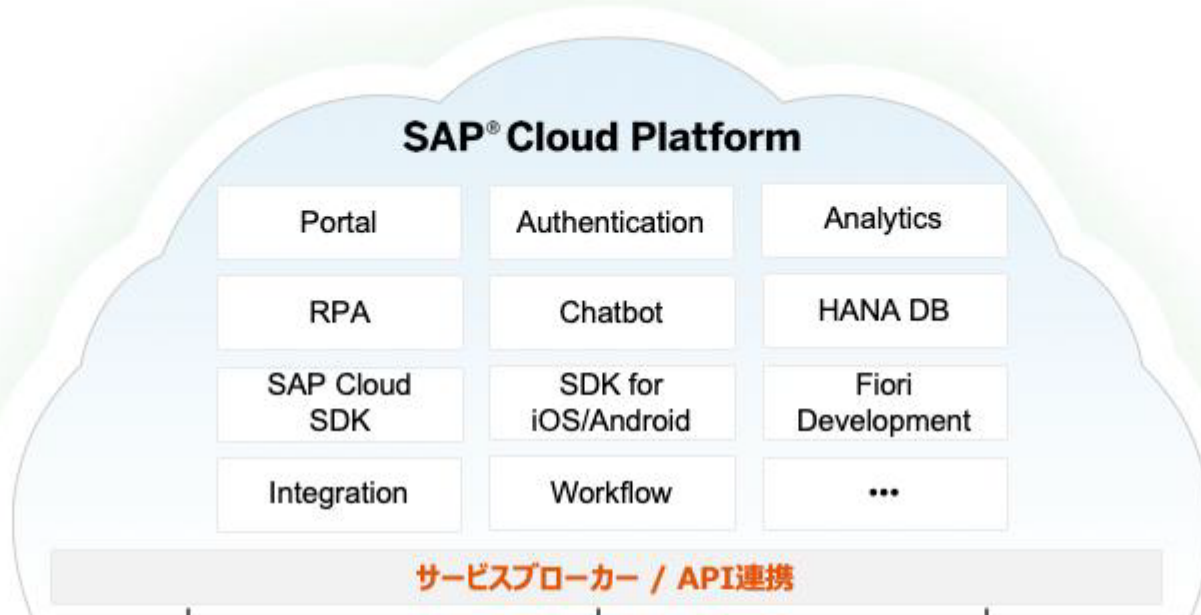 SAP® Cloud Platform
Portal
Authentication
Analytics
RPA
Chatbot
HANA DB
SAP Cloud
SDK
SDK for
iOS/Android
Fiori
Development
Integration
Workflow
•••
サービスブローカー / API連携